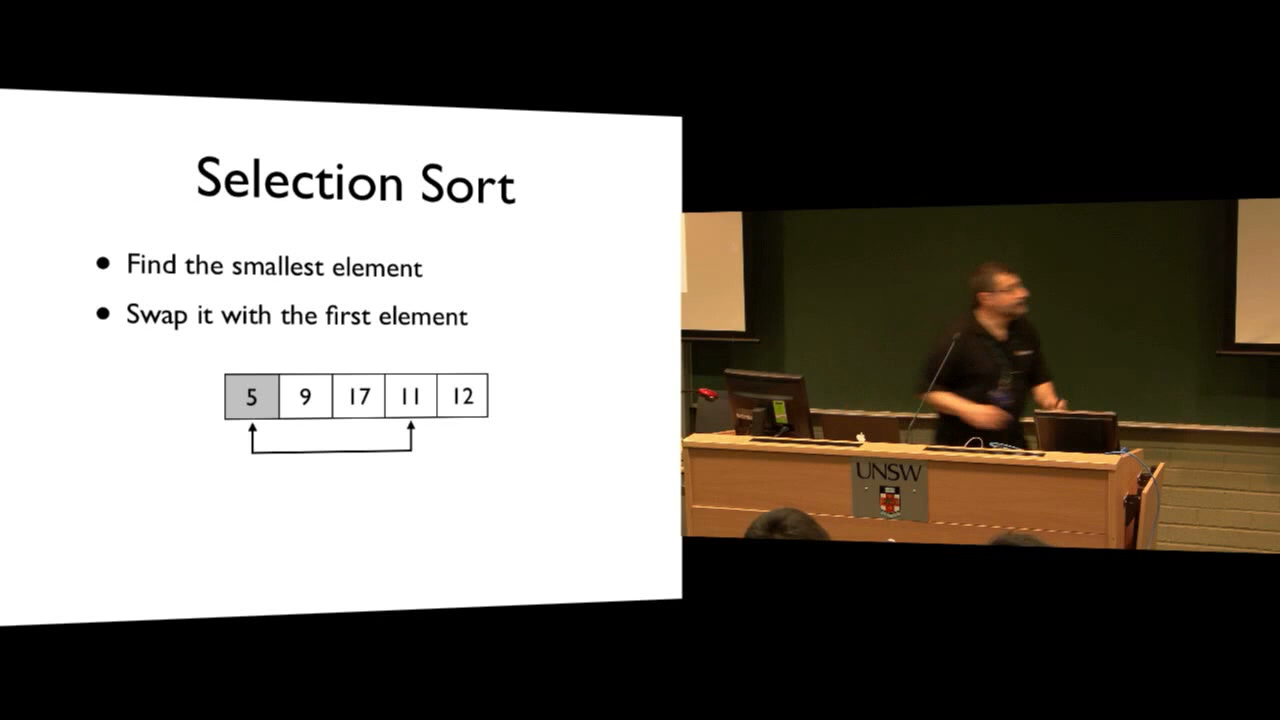 Selection Sort
• Find the smallest element
• Swap it with the first element
5 9 17 11 12
UNSW